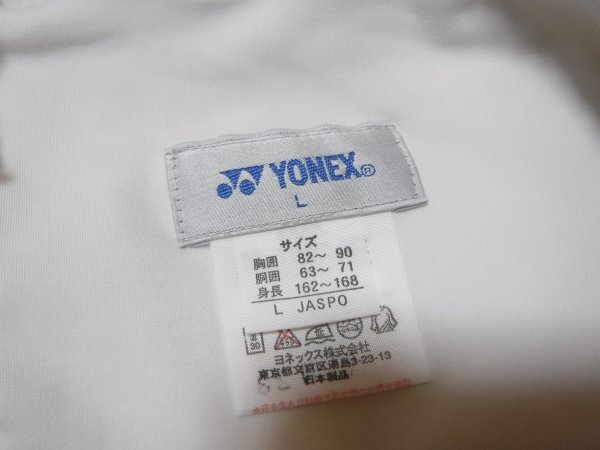 YONEX®
L
サイズ
胸囲 82〜 90
胴囲 63〜 71
身長 162〜168
L JASPO
30
ヨネックス株式会社
東京都文京区湯島3-23-13
日本製品